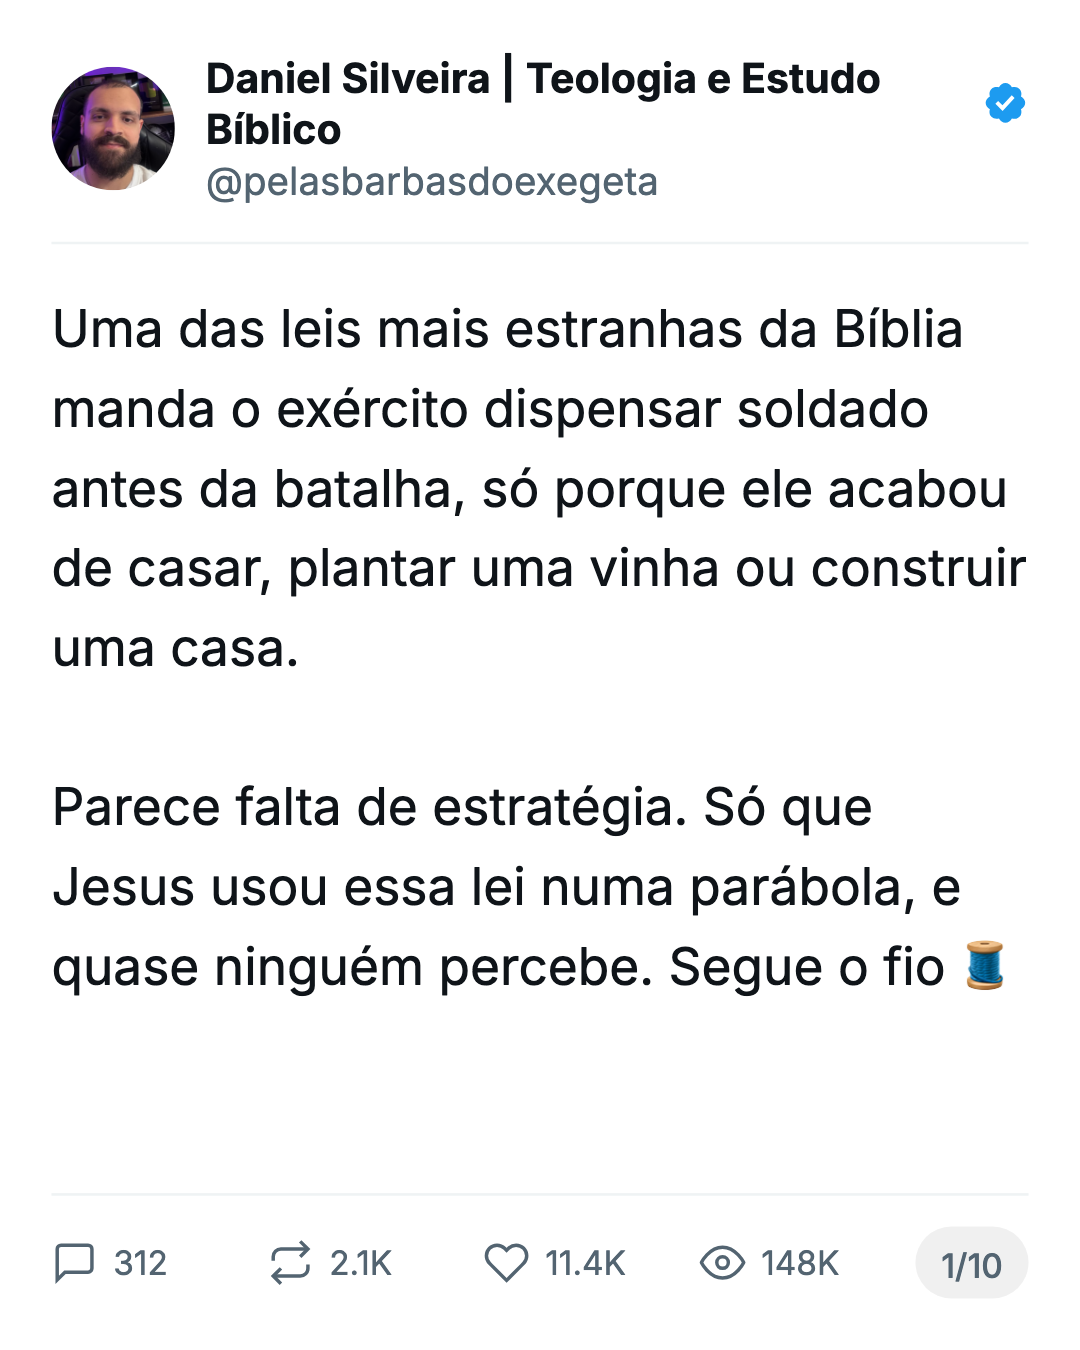 Daniel Silveira | Teologia e Estudo
Bíblico
@pelasbarbasdoexegeta
Uma das leis mais estranhas da Bíblia
manda o exército dispensar soldado
antes da batalha, só porque ele acabou
de casar, plantar uma vinha ou construir
uma casa.
Parece falta de estratégia. Só que
Jesus usou essa lei numa parábola, e
quase ninguém percebe. Segue o fio 🧵
312 2.1K 11.4K 148K 1/10